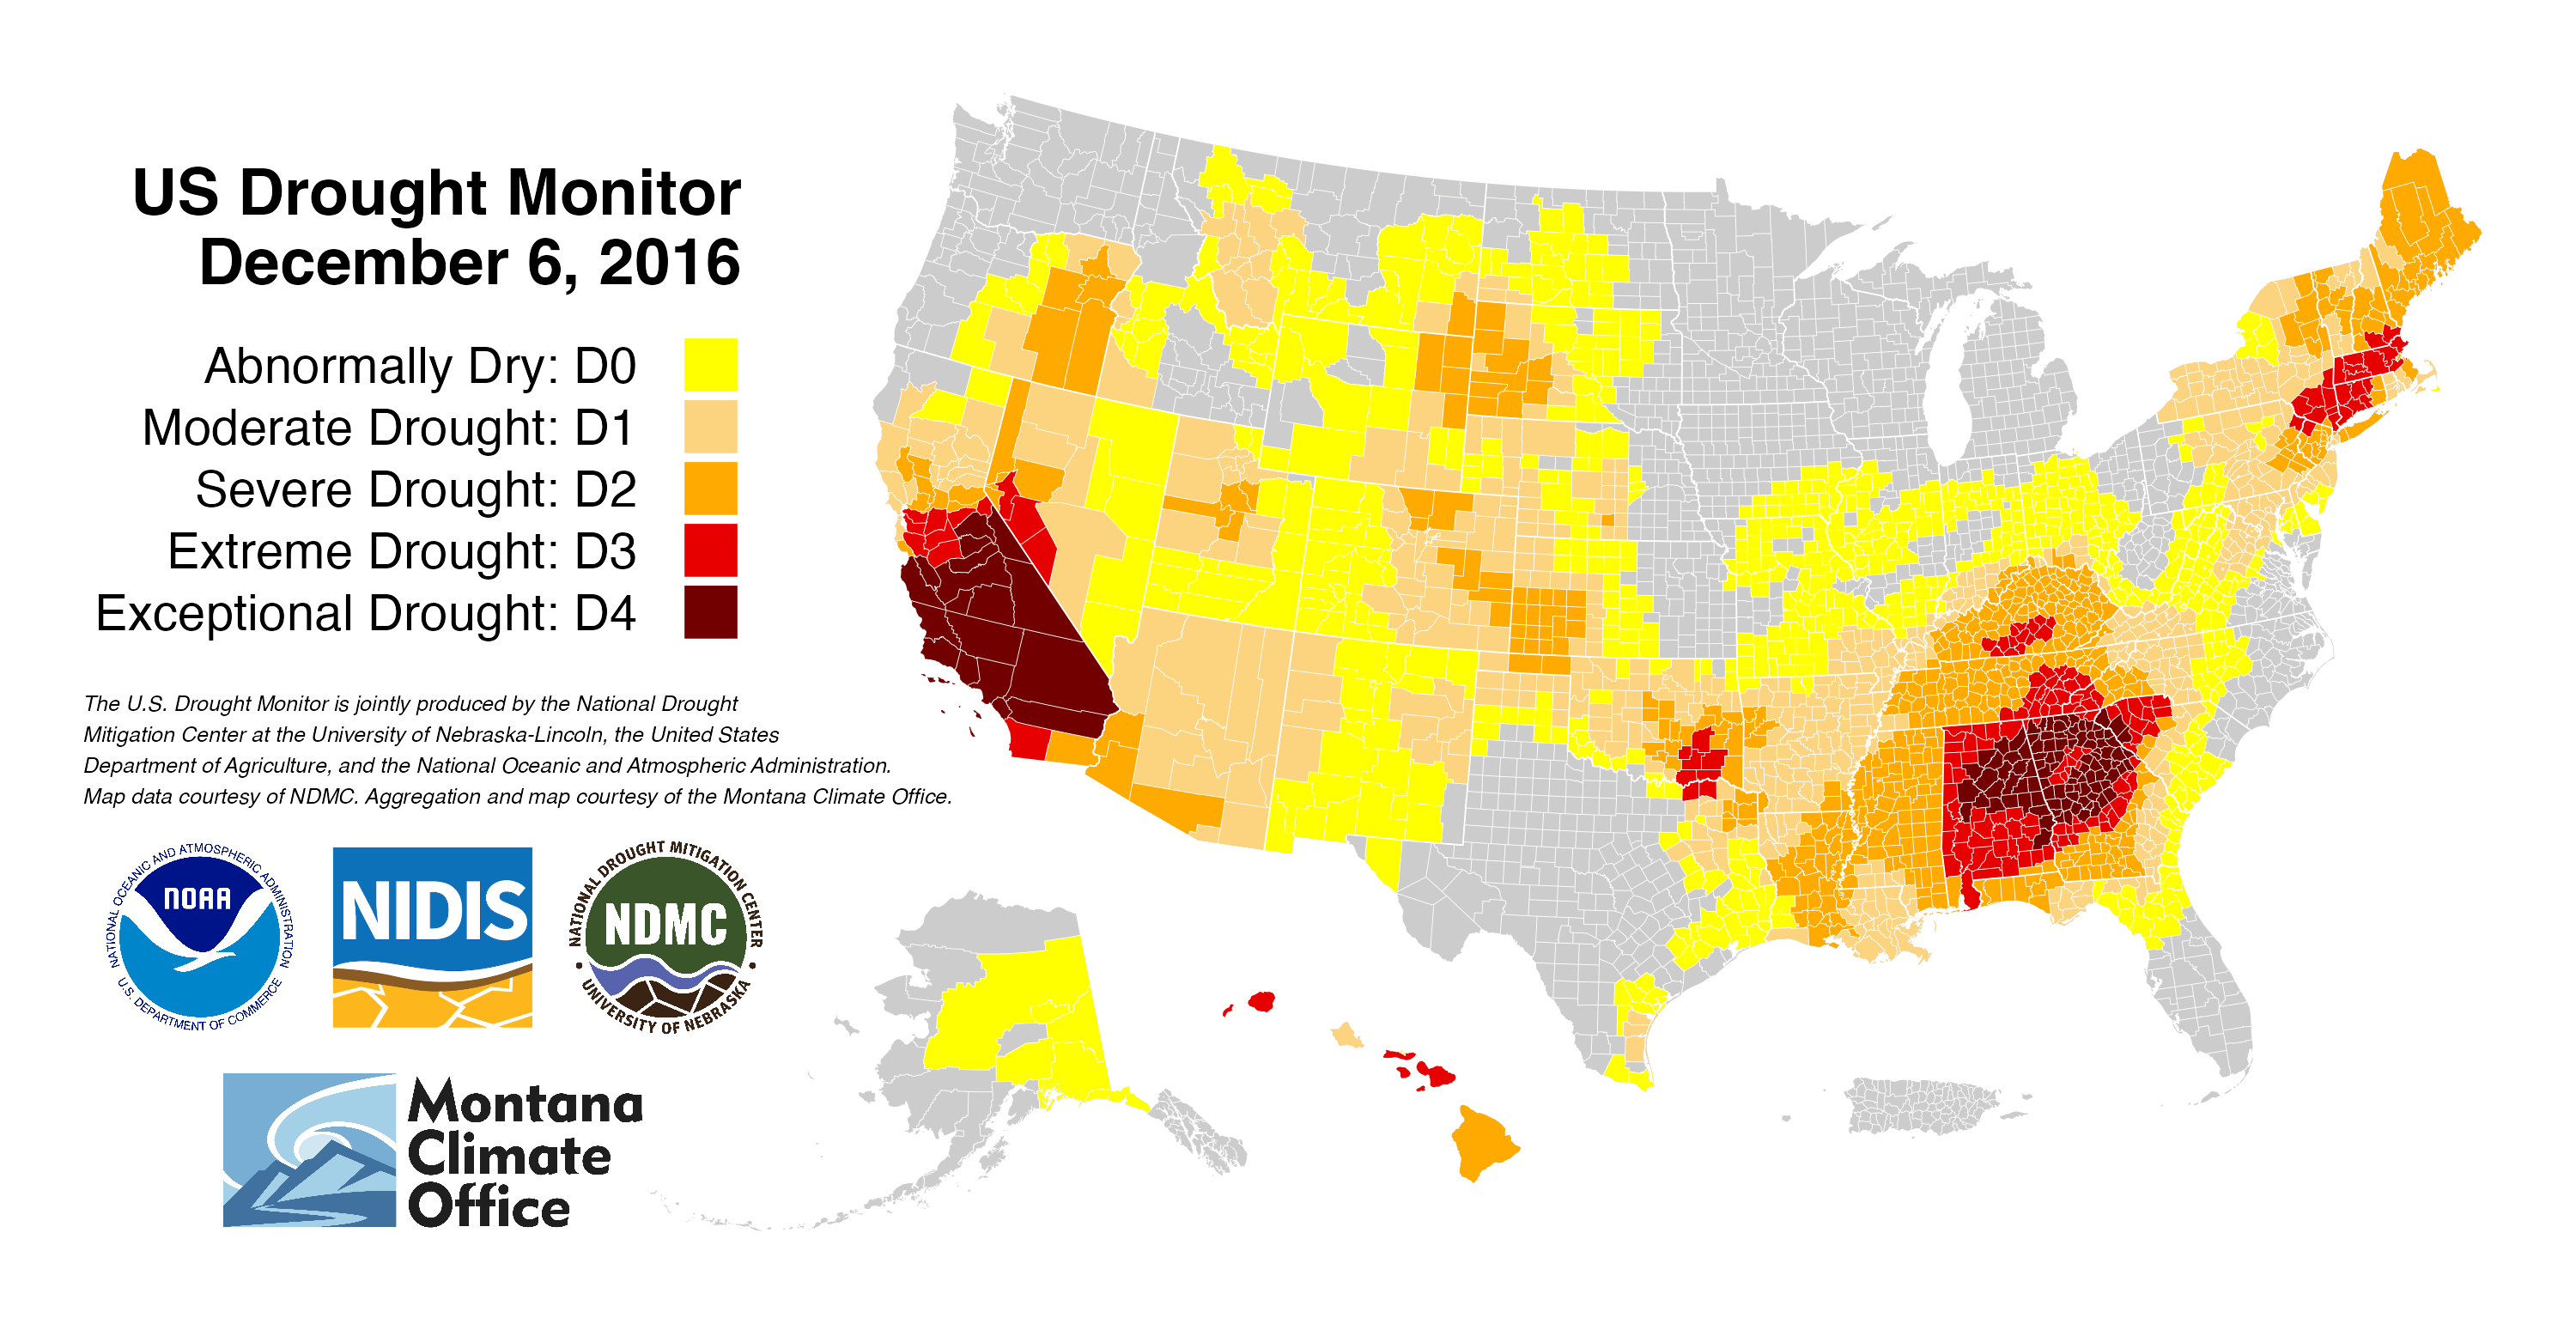 US Drought Monitor
December 6, 2016
Abnormally Dry: D0
Moderate Drought: D1
Severe Drought: D2
Extreme Drought: D3
Exceptional Drought: D4
The U.S. Drought Monitor is jointly produced by the National Drought
Mitigation Center at the University of Nebraska-Lincoln, the United States
Department of Agriculture, and the National Oceanic and Atmospheric Administration.
Map data courtesy of NDMC. Aggregation and map courtesy of the Montana Climate Office.
NATIONAL OCEANIC AND ATMOSPHERIC ADMINISTRATION
NOAA
U.S. DEPARTMENT OF COMMERCE
NIDIS
NATIONAL DROUGHT MITIGATION CENTER
NDMC
UNIVERSITY OF NEBRASKA
Montana
Climate
Office